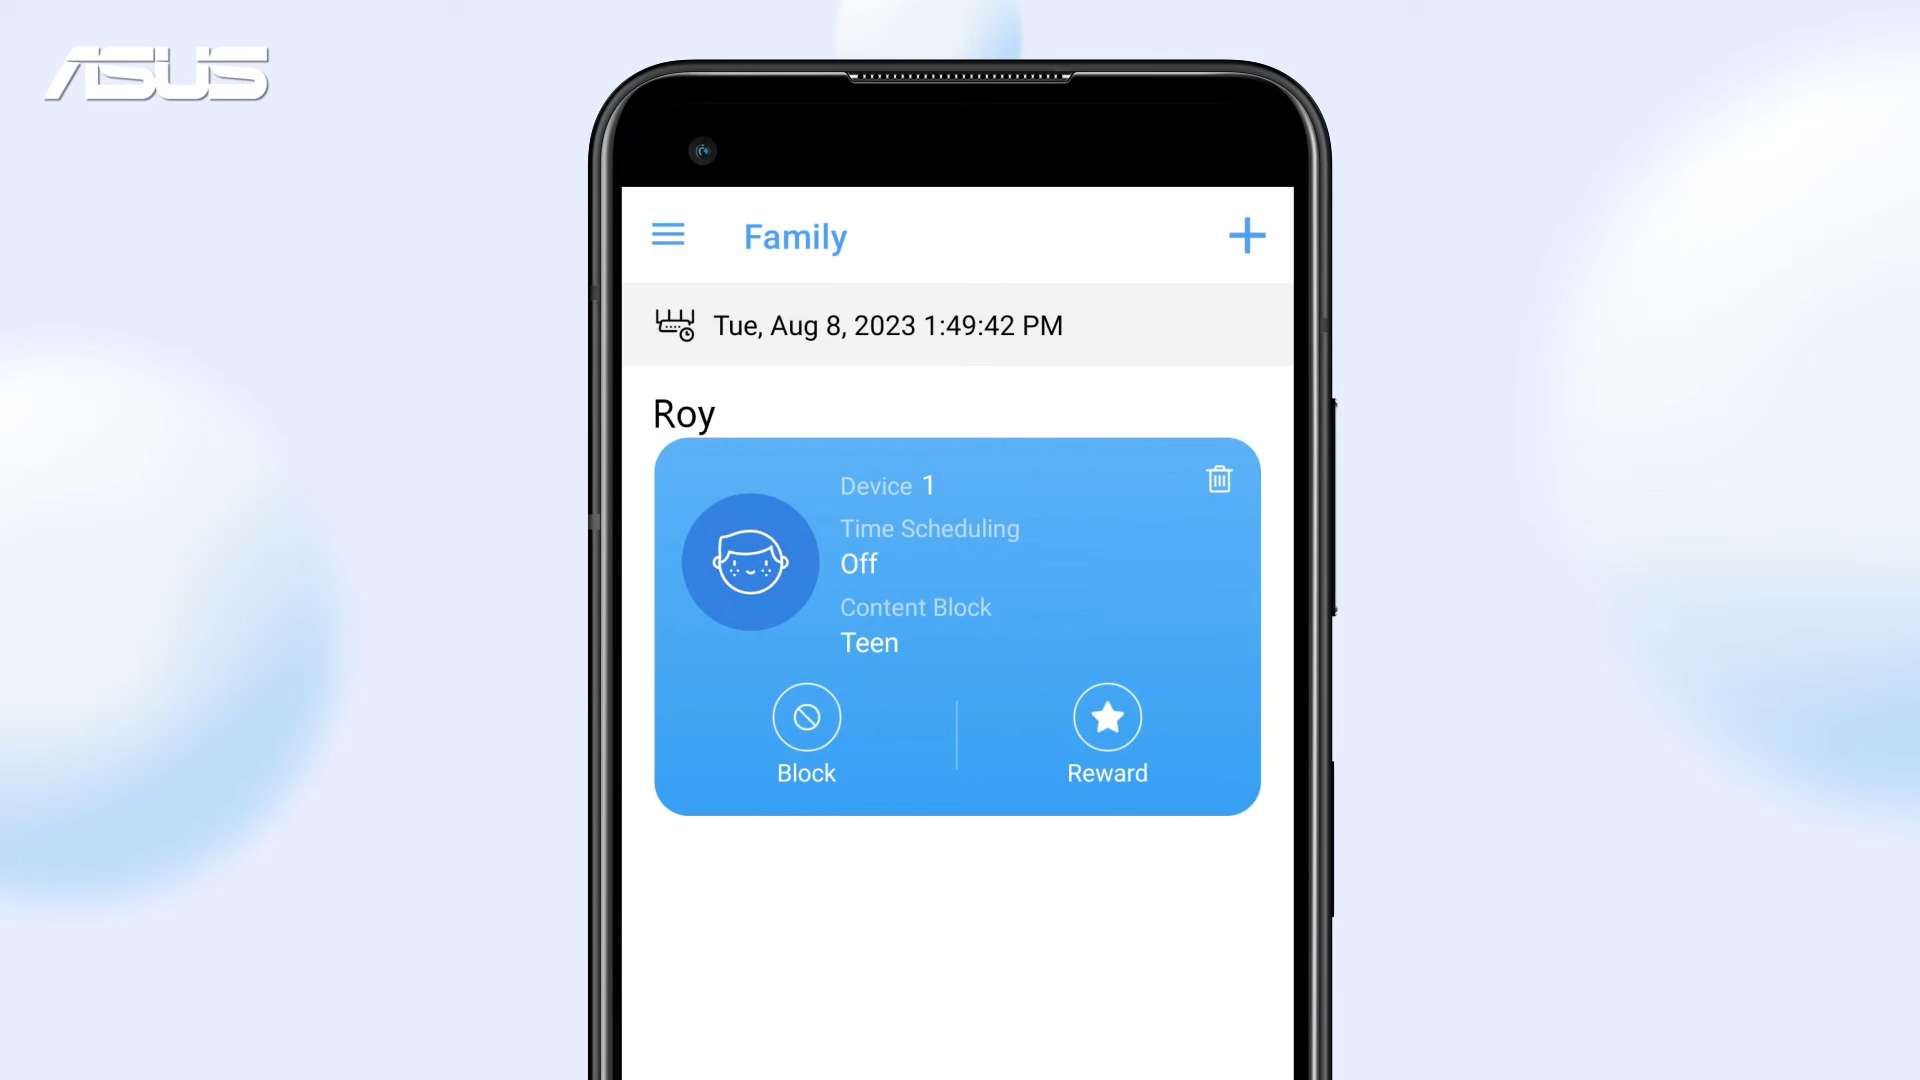 ASUS
Family
Tue, Aug 8, 2023 1:49:42 PM
Roy
Device 1
Time Scheduling
Off
Content Block
Teen
Block
Reward